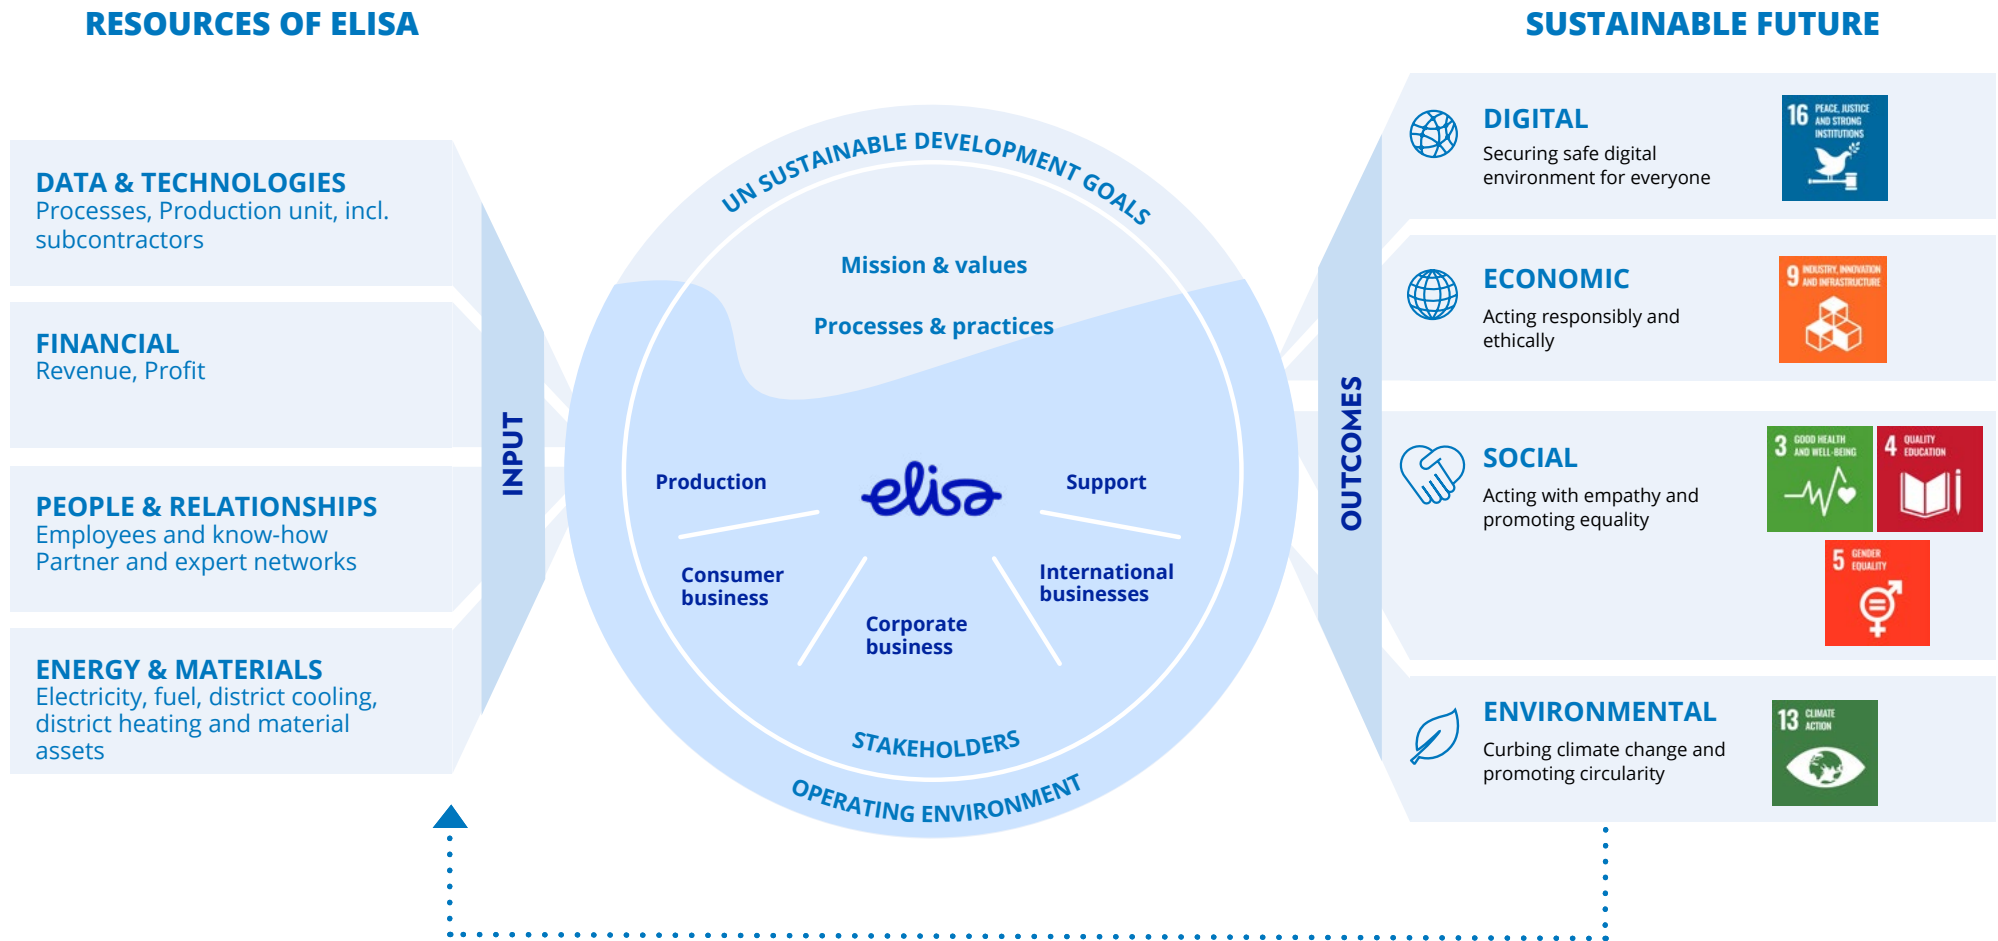 RESOURCES OF ELISA
DATA & TECHNOLOGIES
Processes, Production unit, incl.
subcontractors
FINANCIAL
Revenue, Profit
PEOPLE & RELATIONSHIPS
Employees and know-how
Partner and expert networks
ENERGY & MATERIALS
Electricity, fuel, district cooling,
district heating and material
assets
INPUT
UN SUSTAINABLE DEVELOPMENT GOALS
Mission & values
Processes & practices
elisa
Production
Support
Consumer
business
Corporate
business
International
businesses
STAKEHOLDERS
OPERATING ENVIRONMENT
OUTCOMES
SUSTAINABLE FUTURE
DIGITAL
Securing safe digital
environment for everyone
16 PEACE, JUSTICE
AND STRONG
INSTITUTIONS
ECONOMIC
Acting responsibly and
ethically
9 INDUSTRY, INNOVATION
AND INFRASTRUCTURE
SOCIAL
Acting with empathy and
promoting equality
3 GOOD HEALTH
AND WELL-BEING
4 QUALITY
EDUCATION
5 GENDER
EQUALITY
ENVIRONMENTAL
Curbing climate change and
promoting circularity
13 CLIMATE
ACTION